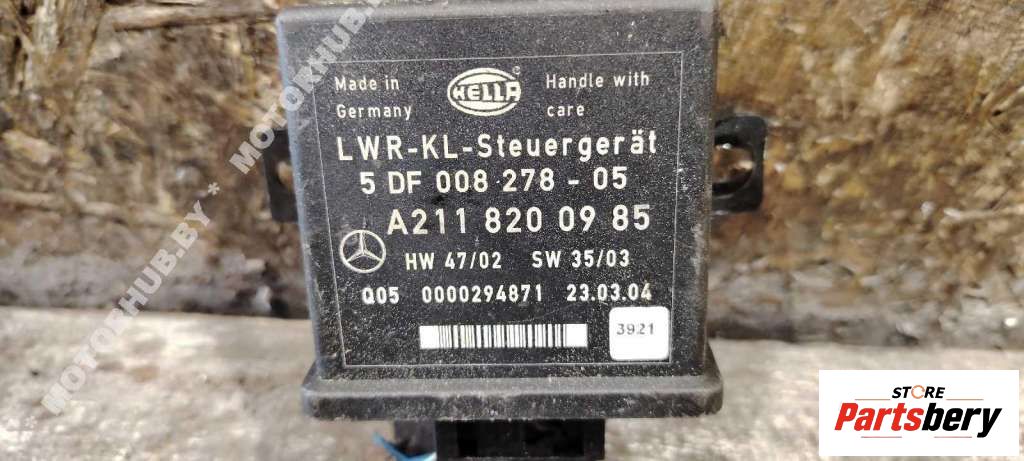 Made in
Germany
HELLA
®
Handle with
care
LWR-KL-Steuergerät
5 DF 008 278 - 05
A211 820 09 85
HW 47/02 SW 35/03
Q05 0000294871 23.03.04
3921
MOTORHUB.BY * MOTORHUB.BY
STORE
Partsbery